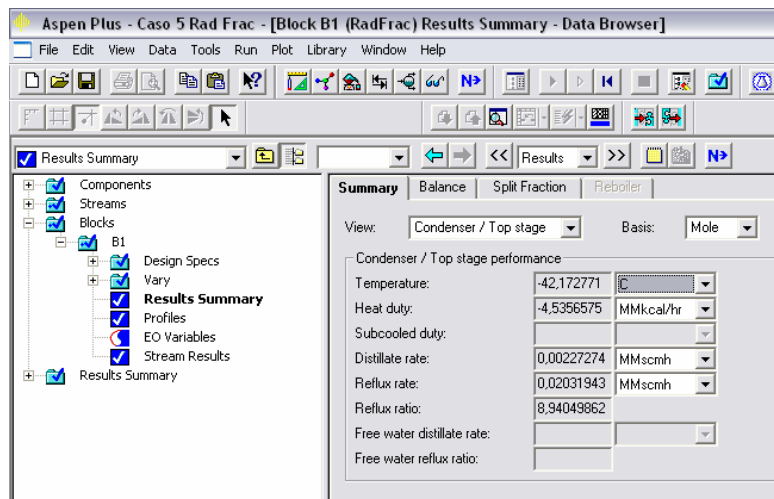 Aspen Plus - Caso 5 Rad Frac - [Block B1 (RadFrac) Results Summary - Data Browser]
File Edit View Data Tools Run Plot Library Window Help
N>
Results Summary << Results >> N>
Components
Streams
Blocks
B1
Design Specs
Vary
Results Summary
Profiles
EO Variables
Stream Results
Results Summary
Summary Balance Split Fraction Reboiler
View: Condenser / Top stage Basis: Mole
Condenser / Top stage performance
Temperature: -42,172771 C
Heat duty: -4,5356575 MMkcal/hr
Subcooled duty:
Distillate rate: 0,00227274 MMscmh
Reflux rate: 0,02031943 MMscmh
Reflux ratio: 8,94049862
Free water distillate rate:
Free water reflux ratio: